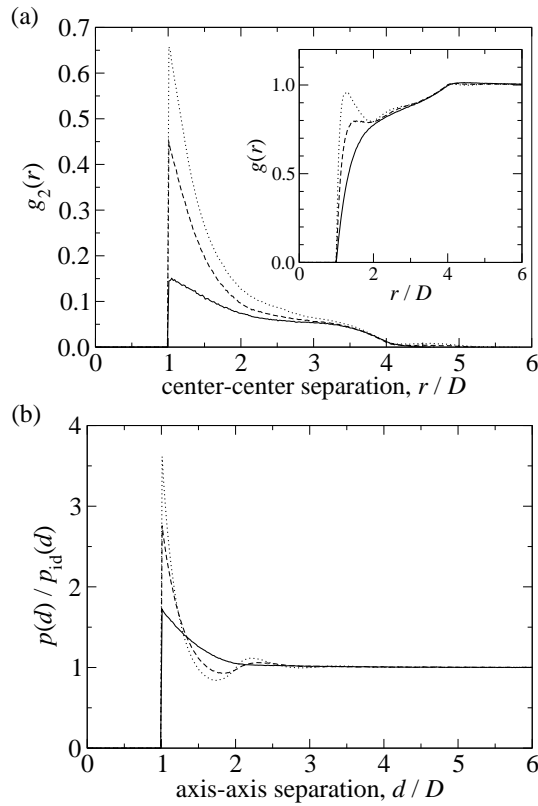 (a)
0.7
0.6
0.5
0.4
0.3
0.2
0.1
0.0
g₂(r)
0 1 2 3 4 5 6
center-center separation, r / D
1.0
0.5
0.0
g(r)
0 2 4 6
r / D
(b)
4
3
2
1
0
p(d) / p_id(d)
0 1 2 3 4 5 6
axis-axis separation, d / D